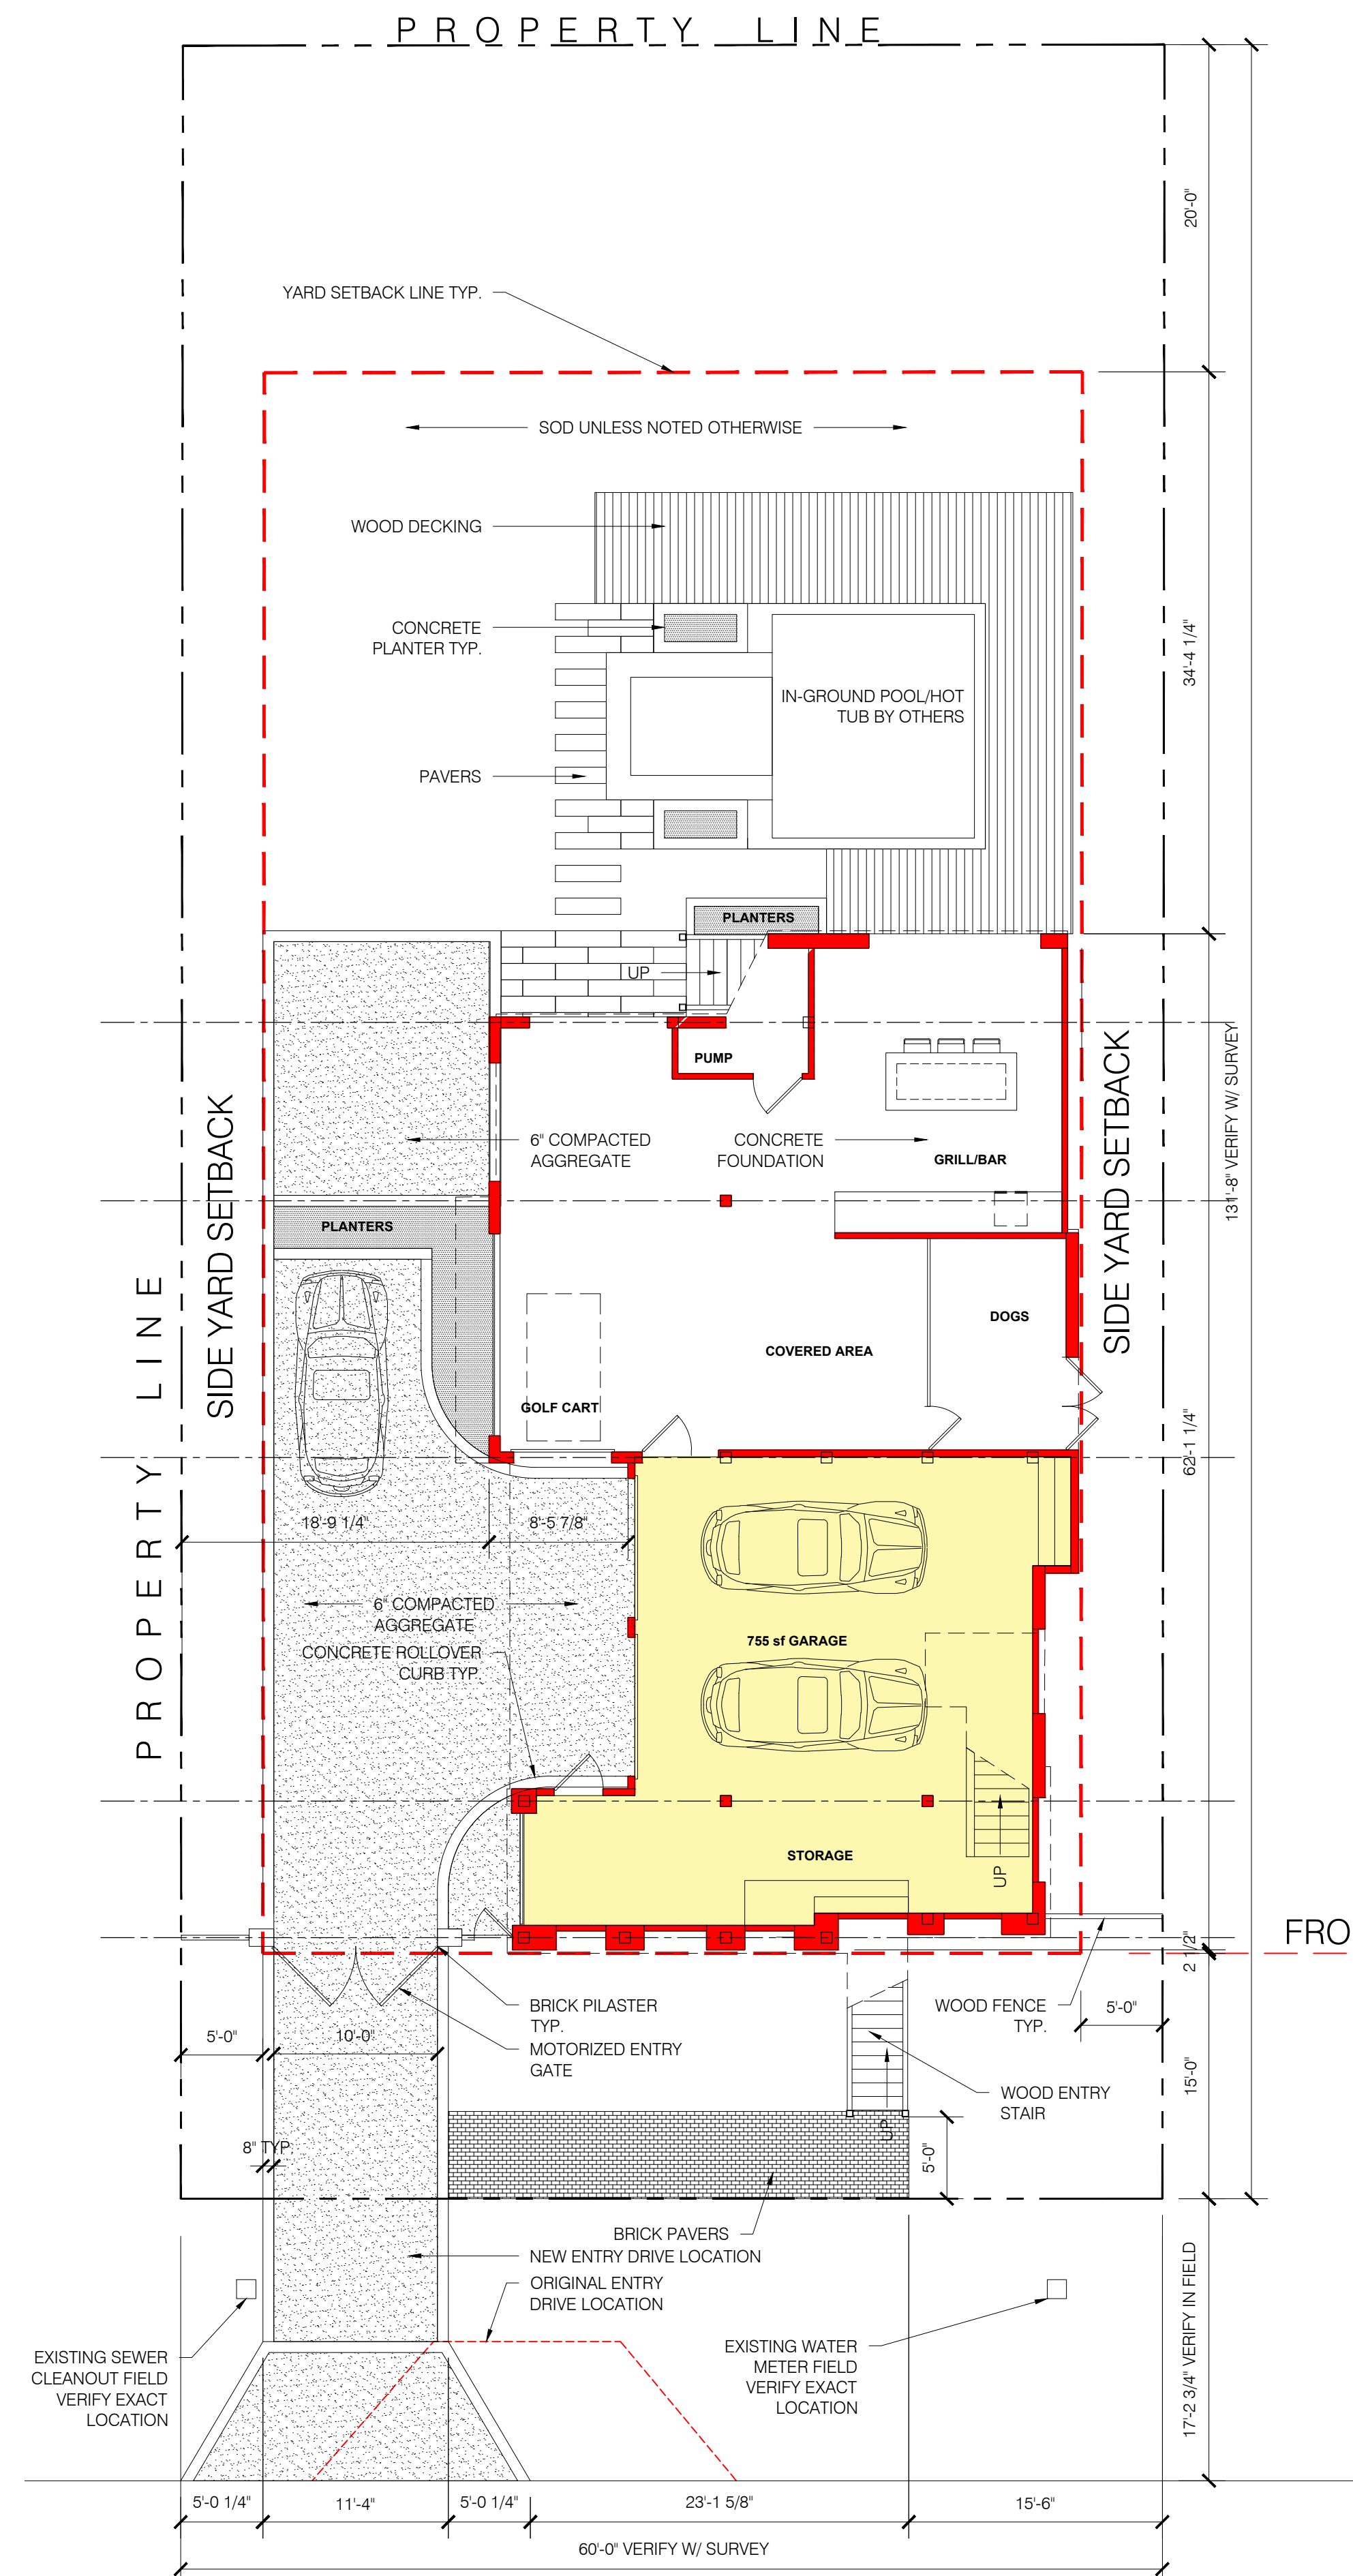 PROPERTY LINE
20'-0"
YARD SETBACK LINE TYP.
SOD UNLESS NOTED OTHERWISE
WOOD DECKING
CONCRETE
PLANTER TYP.
34'-4 1/4"
IN-GROUND POOL/HOT
TUB BY OTHERS
PAVERS
PLANTERS
UP
PUMP
6" COMPACTED
AGGREGATE
CONCRETE
FOUNDATION
GRILL/BAR
SIDE YARD SETBACK
131'-8" VERIFY W/ SURVEY
PROPERTY LINE
SIDE YARD SETBACK
PLANTERS
DOGS
COVERED AREA
GOLF CART
62'-1 1/4"
18'-9 1/4"
8'-5 7/8"
6" COMPACTED
AGGREGATE
CONCRETE ROLLOVER
CURB TYP.
755 sf GARAGE
STORAGE
UP
FRO
2 1/2"
BRICK PILASTER
TYP.
MOTORIZED ENTRY
GATE
WOOD FENCE
TYP.
5'-0"
5'-0"
10'-0"
15'-0"
WOOD ENTRY
STAIR
UP
8" TYP.
5'-0"
BRICK PAVERS
NEW ENTRY DRIVE LOCATION
ORIGINAL ENTRY
DRIVE LOCATION
EXISTING SEWER
CLEANOUT FIELD
VERIFY EXACT
LOCATION
EXISTING WATER
METER FIELD
VERIFY EXACT
LOCATION
17'-2 3/4" VERIFY IN FIELD
5'-0 1/4"
11'-4"
5'-0 1/4"
23'-1 5/8"
15'-6"
60'-0" VERIFY W/ SURVEY